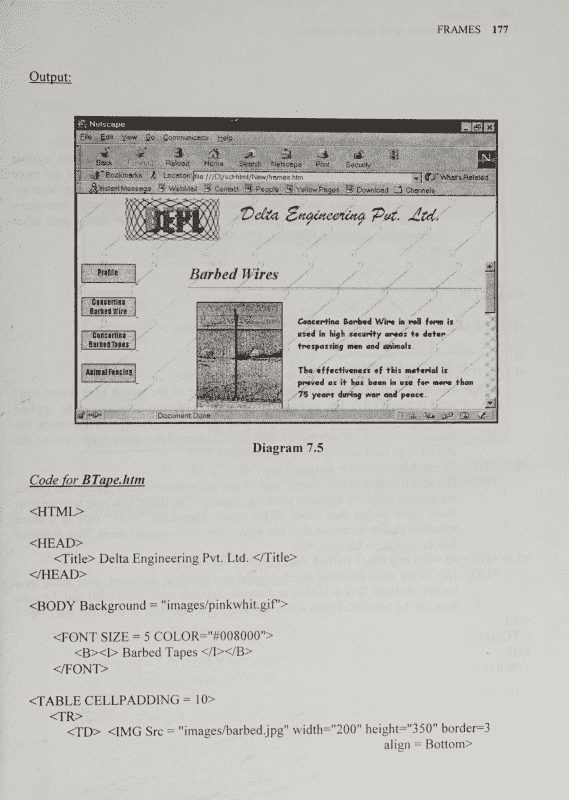 FRAMES 177
Output:
Netscape
File Edit View Go Communicator Help
Back Reload Home Search Netscape Print Security
Bookmarks Location: file:///D|/sci-html/New/frames.htm What's Related
Instant Message WebMail Contact People Yellow Pages Download Channels
DEPL Delta Engineering Pvt. Ltd.
Profile
Barbed Wires
Concertina
Barbed Wire
Concertina
Barbed Tapes
Animal Fencing
Concertina Barbed Wire in roll form is
used in high security areas to deter
trespassing men and animals.
The effectiveness of this material is
proved as it has been in use for more than
75 years during war and peace.
Document: Done
Diagram 7.5
Code for BTape.htm
<HTML>
<HEAD>
<Title> Delta Engineering Pvt. Ltd. </Title>
</HEAD>
<BODY Background = "images/pinkwhit.gif">
<FONT SIZE = 5 COLOR="#008000">
<B><I> Barbed Tapes </I></B>
</FONT>
<TABLE CELLPADDING = 10>
<TR>
<TD> <IMG Src = "images/barbed.jpg" width="200" height="350" border=3
align = Bottom>